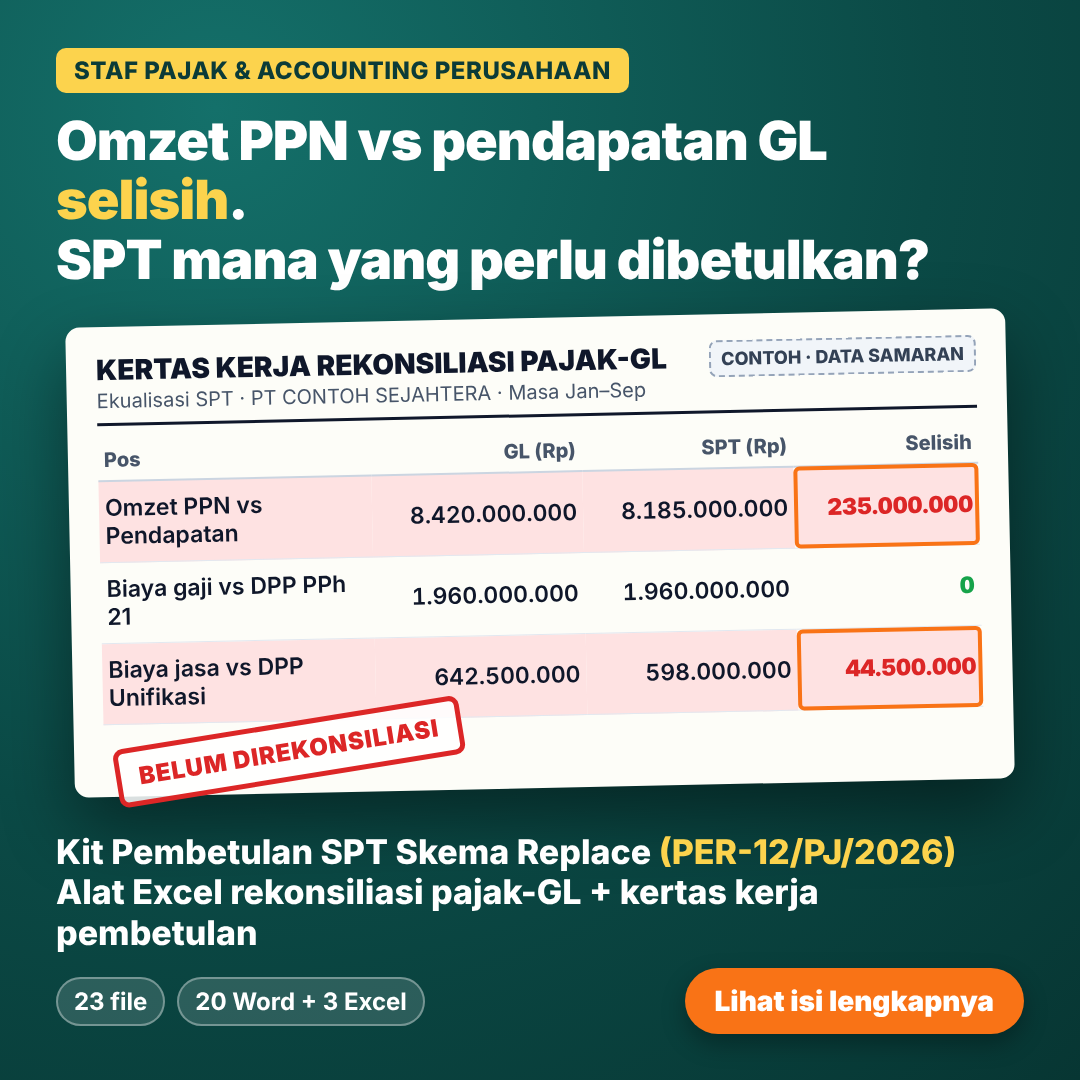 STAF PAJAK & ACCOUNTING PERUSAHAAN
Omzet PPN vs pendapatan GL
selisih.
SPT mana yang perlu dibetulkan?
KERTAS KERJA REKONSILIASI PAJAK-GL
CONTOH · DATA SAMARAN
Ekualisasi SPT · PT CONTOH SEJAHTERA · Masa Jan–Sep
Pos GL (Rp) SPT (Rp) Selisih
Omzet PPN vs
Pendapatan 8.420.000.000 8.185.000.000 235.000.000
Biaya gaji vs DPP PPh
21 1.960.000.000 1.960.000.000 0
Biaya jasa vs DPP
Unifikasi 642.500.000 598.000.000 44.500.000
BELUM DIREKONSILIASI
Kit Pembetulan SPT Skema Replace (PER-12/PJ/2026)
Alat Excel rekonsiliasi pajak-GL + kertas kerja
pembetulan
23 file
20 Word + 3 Excel
Lihat isi lengkapnya